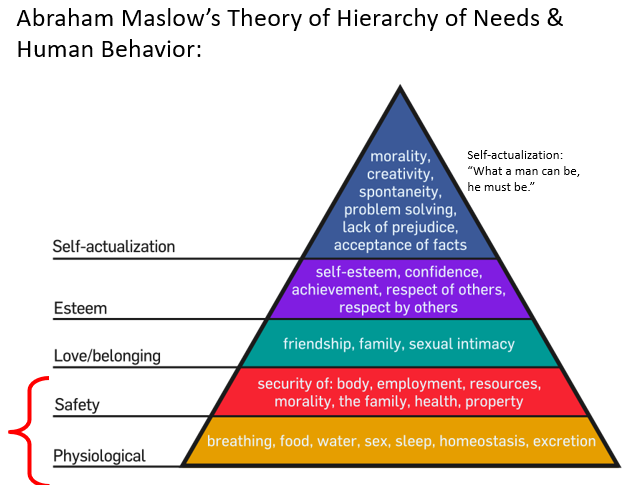 Abraham Maslow’s Theory of Hierarchy of Needs &
Human Behavior:
morality,
creativity,
spontaneity,
problem solving,
lack of prejudice,
acceptance of facts
Self-actualization:
“What a man can be,
he must be.”
Self-actualization
self-esteem, confidence,
achievement, respect of others,
respect by others
Esteem
friendship, family, sexual intimacy
Love/belonging
security of: body, employment, resources,
morality, the family, health, property
Safety
breathing, food, water, sex, sleep, homeostasis, excretion
Physiological